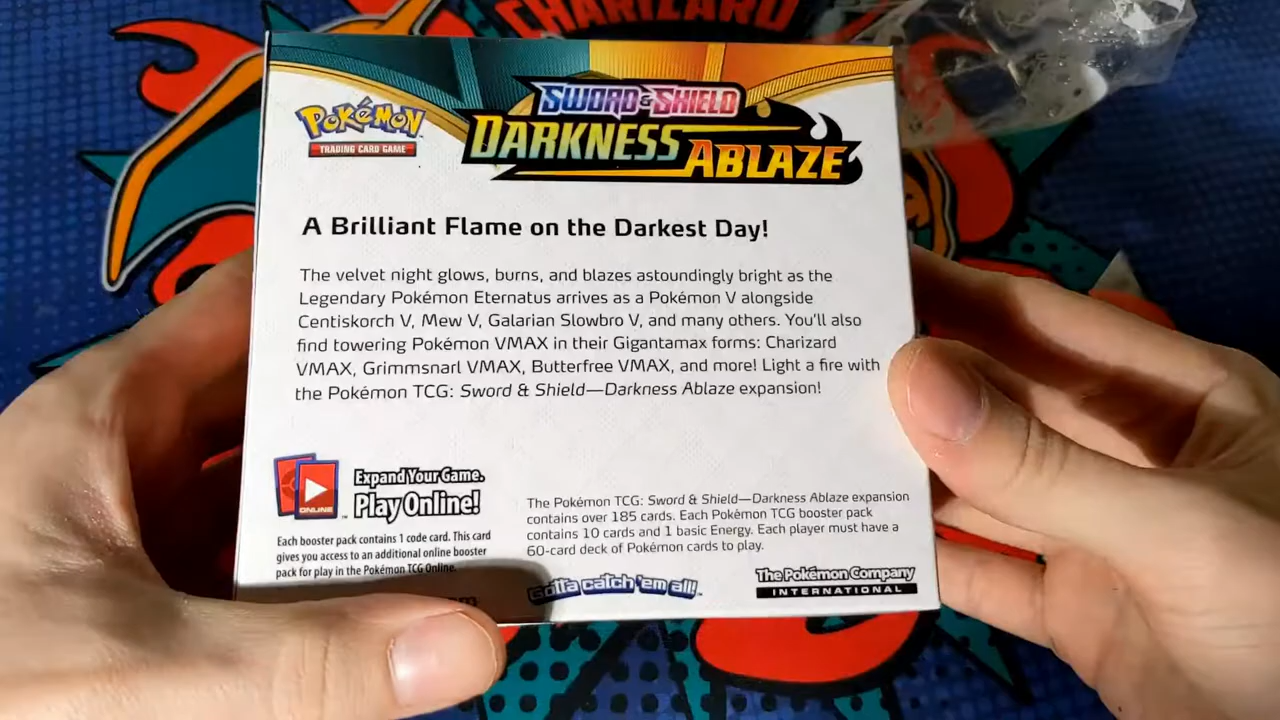 CHARIZARD
SWORD & SHIELD
Pokémon
TRADING CARD GAME
DARKNESS ABLAZE
A Brilliant Flame on the Darkest Day!
The velvet night glows, burns, and blazes astoundingly bright as the
Legendary Pokémon Eternatus arrives as a Pokémon V alongside
Centiskorch V, Mew V, Galarian Slowbro V, and many others. You'll also
find towering Pokémon VMAX in their Gigantamax forms: Charizard
VMAX, Grimmsnarl VMAX, Butterfree VMAX, and more! Light a fire with
the Pokémon TCG: Sword & Shield—Darkness Ablaze expansion!
ONLINE
Expand Your Game.
Play Online!
Each booster pack contains 1 code card. This card
gives you access to an additional online booster
pack for play in the Pokémon TCG Online.
The Pokémon TCG: Sword & Shield—Darkness Ablaze expansion
contains over 185 cards. Each Pokémon TCG booster pack
contains 10 cards and 1 basic Energy. Each player must have a
60-card deck of Pokémon cards to play.
Gotta catch 'em all!
The Pokémon Company
INTERNATIONAL